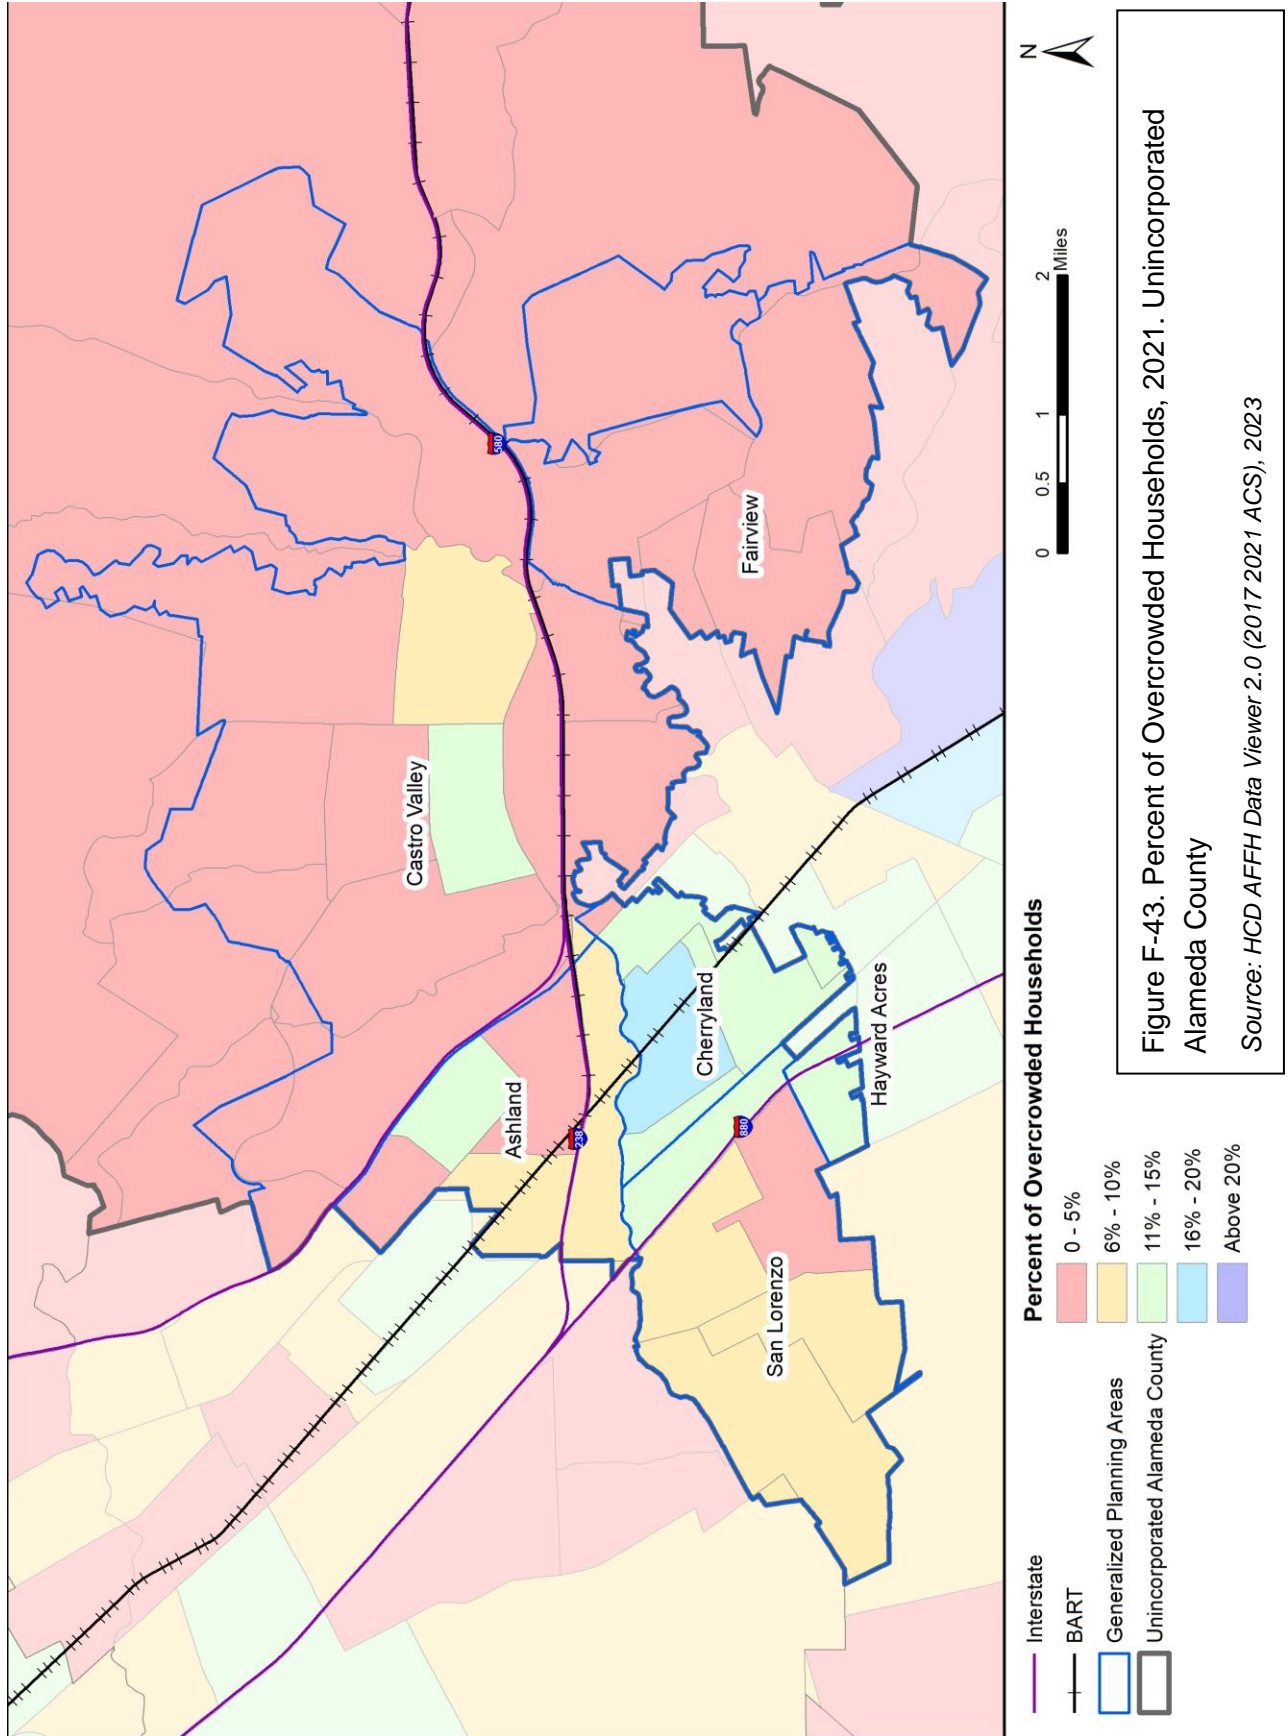 Castro Valley
Ashland
Cherryland
Fairview
Hayward Acres
San Lorenzo
580
238
880
N
0 0.5 1 2
Miles
Interstate
BART
Generalized Planning Areas
Unincorporated Alameda County
Percent of Overcrowded Households
0 - 5%
6% - 10%
11% - 15%
16% - 20%
Above 20%
Figure F-43. Percent of Overcrowded Households, 2021. Unincorporated
Alameda County
Source: HCD AFFH Data Viewer 2.0 (2017 2021 ACS), 2023